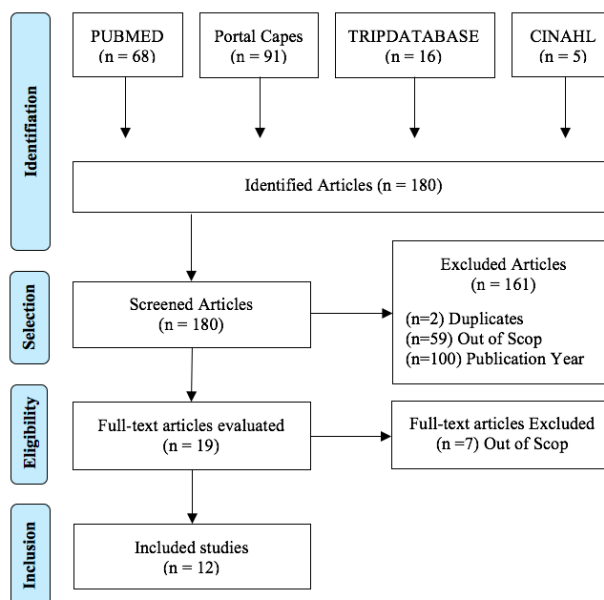 Identifiation
PUBMED
(n = 68)
Portal Capes
(n = 91)
TRIPDATABASE
(n = 16)
CINAHL
(n = 5)
Identified Articles (n = 180)
Selection
Screened Articles
(n = 180)
Excluded Articles
(n = 161)
(n=2) Duplicates
(n=59) Out of Scop
(n=100) Publication Year
Eligibility
Full-text articles evaluated
(n = 19)
Full-text articles Excluded
(n =7) Out of Scop
Inclusion
Included studies
(n = 12)